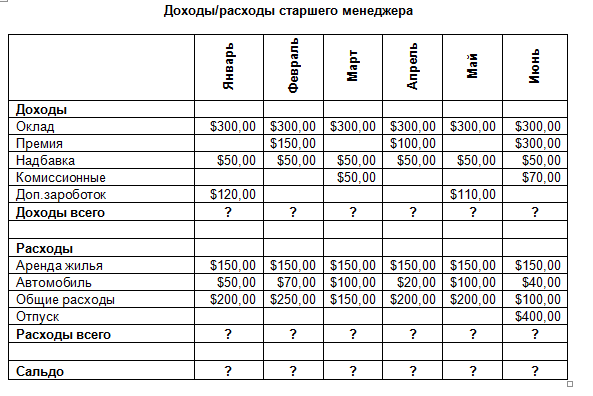 Доходы/расходы старшего менеджера
Январь Февраль Март Апрель Май Июнь
Доходы
Оклад $300,00 $300,00 $300,00 $300,00 $300,00 $300,00
Премия $150,00 $100,00 $300,00
Надбавка $50,00 $50,00 $50,00 $50,00 $50,00 $50,00
Комиссионные $50,00 $70,00
Доп.зароботок $120,00 $110,00
Доходы всего ? ? ? ? ? ?
Расходы
Аренда жилья $150,00 $150,00 $150,00 $150,00 $150,00 $150,00
Автомобиль $50,00 $70,00 $100,00 $20,00 $100,00 $40,00
Общие расходы $200,00 $250,00 $150,00 $200,00 $200,00 $100,00
Отпуск $400,00
Расходы всего ? ? ? ? ? ?
Сальдо ? ? ? ? ? ?